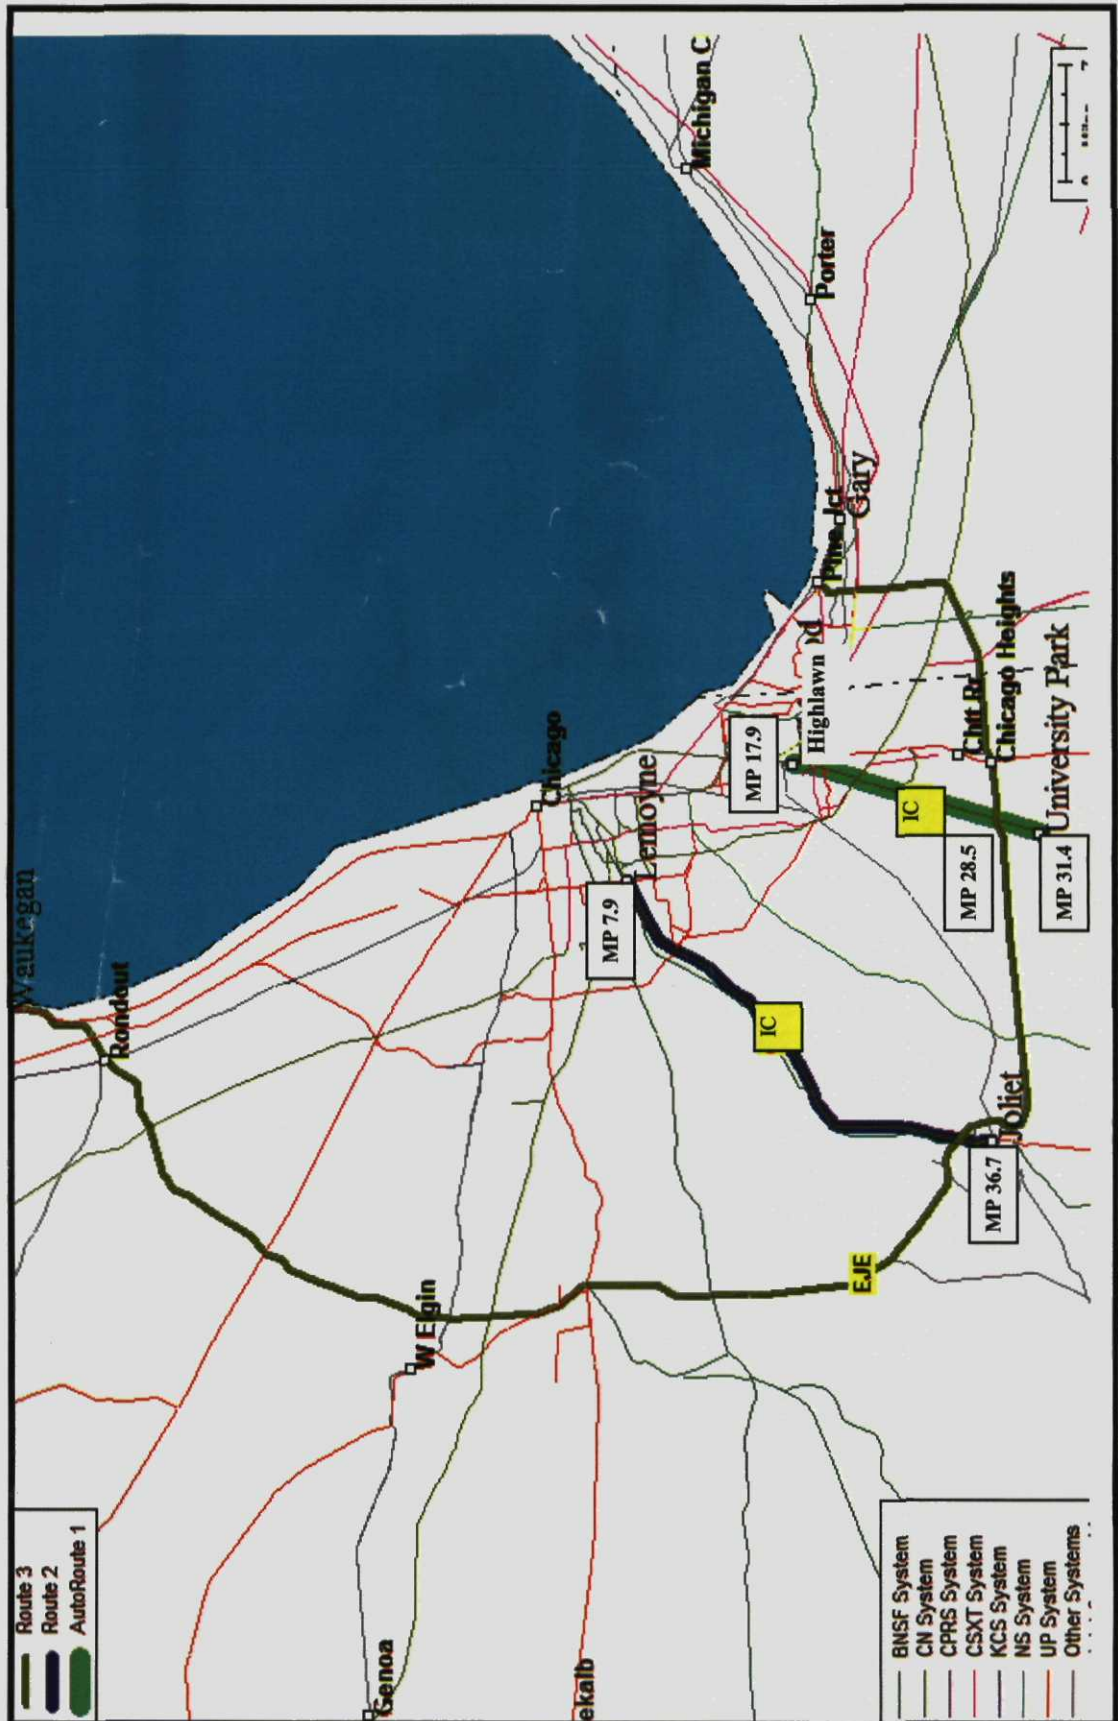 Route 3
Route 2
AutoRoute 1
Waukegan
Rondout
W Elgin
Genoa
ekalb
Chicago
Lemoyne
MP 7.9
IC
EJE
MP 36.7
Joliet
MP 17.9
Highlawn
IC
MP 28.5
MP 31.4
University Park
Chicago Heights
Pine Jct
Gary
Porter
Michigan C
BNSF System
CN System
CPRS System
CSXT System
KCS System
NS System
UP System
Other Systems
0
7